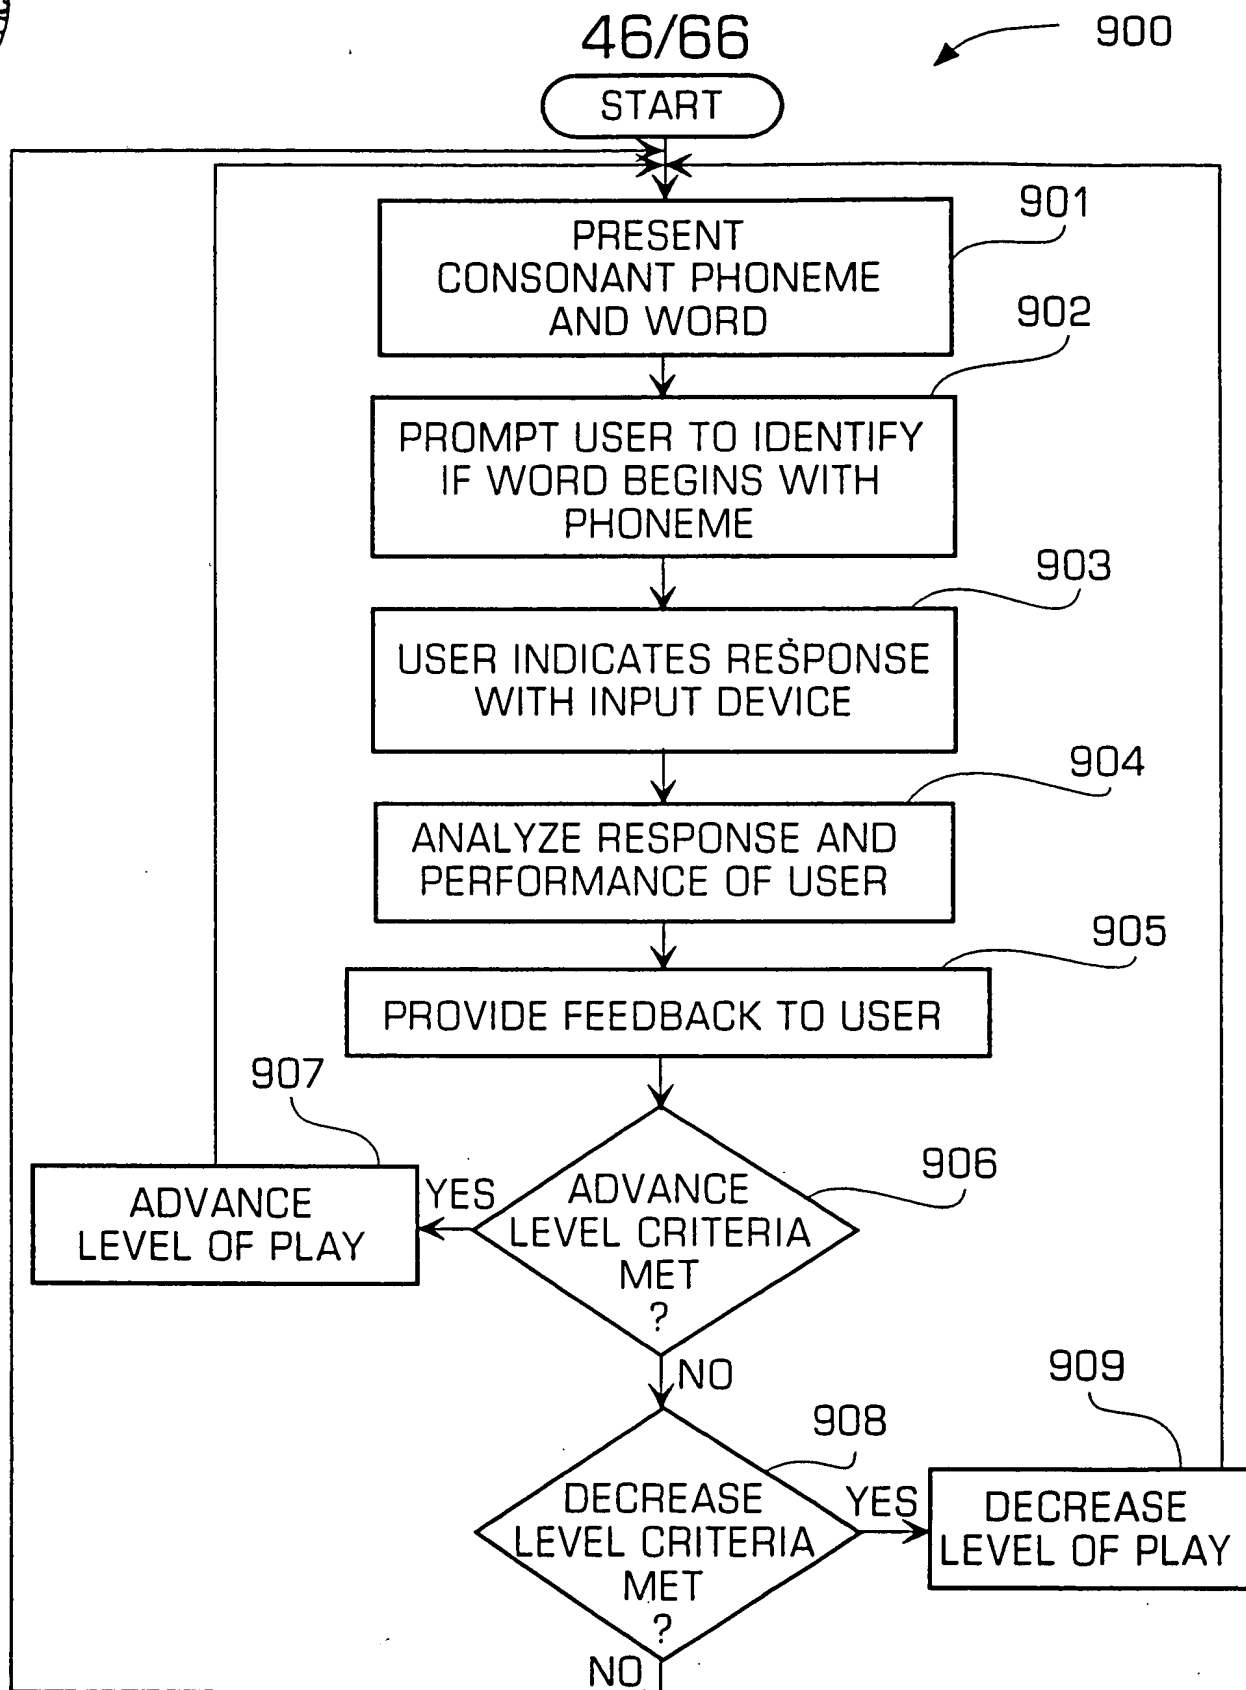 46/66
900
START
901
PRESENT
CONSONANT PHONEME
AND WORD
902
PROMPT USER TO IDENTIFY
IF WORD BEGINS WITH
PHONEME
903
USER INDICATES RESPONSE
WITH INPUT DEVICE
904
ANALYZE RESPONSE AND
PERFORMANCE OF USER
905
PROVIDE FEEDBACK TO USER
907
906
ADVANCE
LEVEL OF PLAY
YES
ADVANCE
LEVEL CRITERIA
MET
?
NO
909
908
DECREASE
LEVEL CRITERIA
MET
?
YES
DECREASE
LEVEL OF PLAY
NO